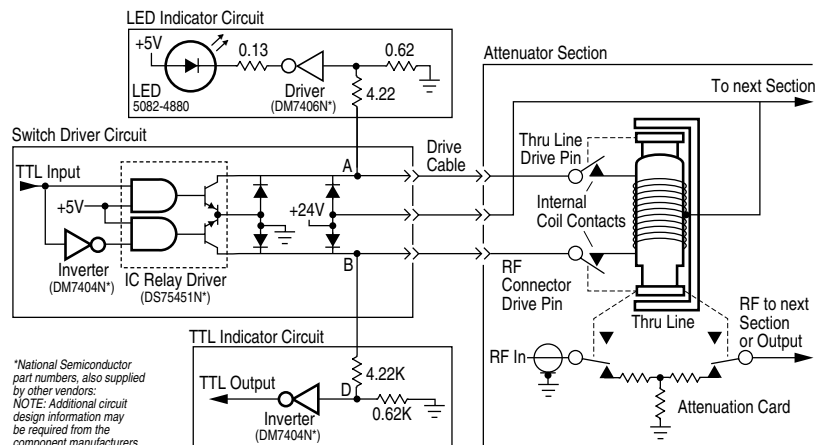 LED Indicator Circuit
+5V
0.13
0.62
LED
5082-4880
Driver
(DM7406N*)
4.22
Attenuator Section
To next Section
Switch Driver Circuit
TTL Input
+5V
Inverter
(DM7404N*)
IC Relay Driver
(DS75451N*)
+24V
A
B
Drive
Cable
Thru Line
Drive Pin
Internal
Coil Contacts
RF
Connector
Drive Pin
Thru Line
RF to next
Section
or Output
RF In
Attenuation Card
TTL Indicator Circuit
TTL Output
Inverter
(DM7404N*)
D
4.22K
0.62K
*National Semiconductor
part numbers, also supplied
by other vendors:
NOTE: Additional circuit
design information may
be required from the
component manufacturers